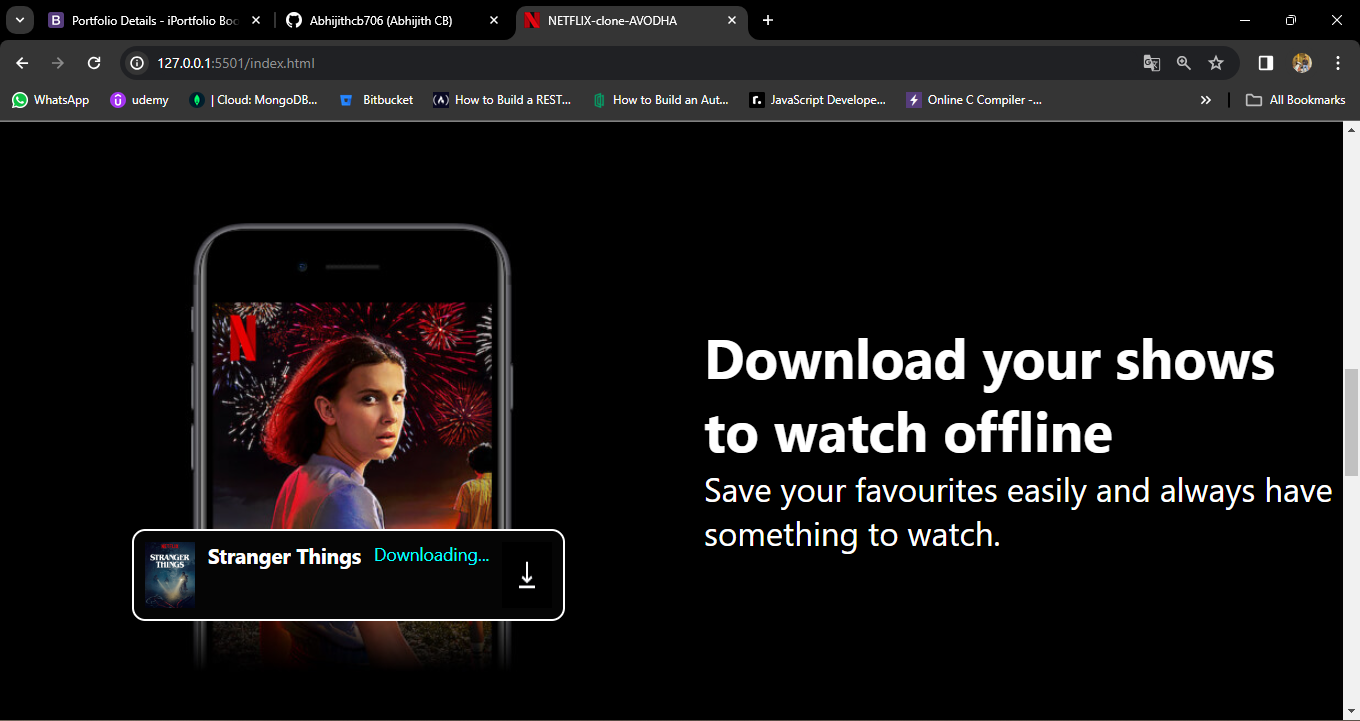 Portfolio Details - iPortfolio Boo
Abhijithcb706 (Abhijith CB)
NETFLIX-clone-AVODHA
127.0.0.1:5501/index.html
WhatsApp
udemy
| Cloud: MongoDB...
Bitbucket
How to Build a REST...
How to Build an Aut...
JavaScript Develope...
Online C Compiler -...
All Bookmarks
N
Download your shows
to watch offline
Save your favourites easily and always have
something to watch.
NETFLIX
STRANGER
THINGS
Stranger Things
Downloading...